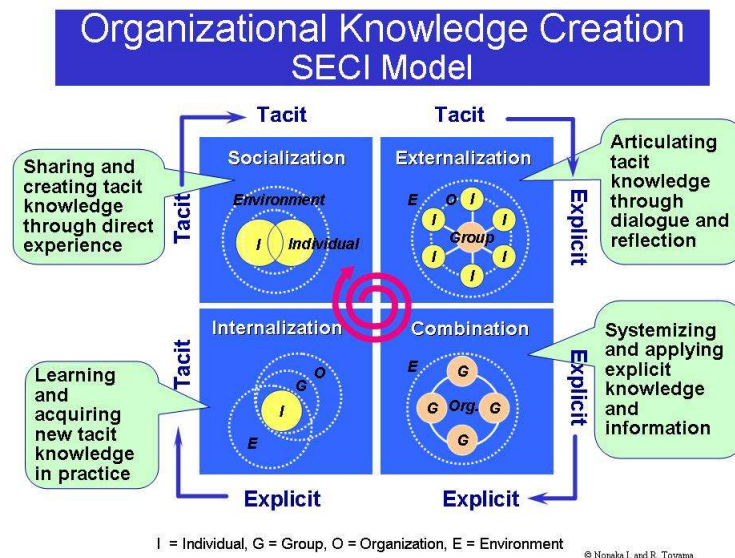 Organizational Knowledge Creation
SECI Model
Tacit
Tacit
Sharing and
creating tacit
knowledge
through direct
experience
Tacit
Socialization
Environment
I
Individual
Externalization
E
O
I
I
I
Group
I
I
I
Explicit
Articulating
tacit
knowledge
through
dialogue and
reflection
Learning
and
acquiring
new tacit
knowledge
in practice
Tacit
Internalization
O
G
I
E
Combination
E
G
G
Org.
G
G
Explicit
Systemizing
and applying
explicit
knowledge
and
information
Explicit
Explicit
I = Individual, G = Group, O = Organization, E = Environment
© Nonaka I. and R. Toyama